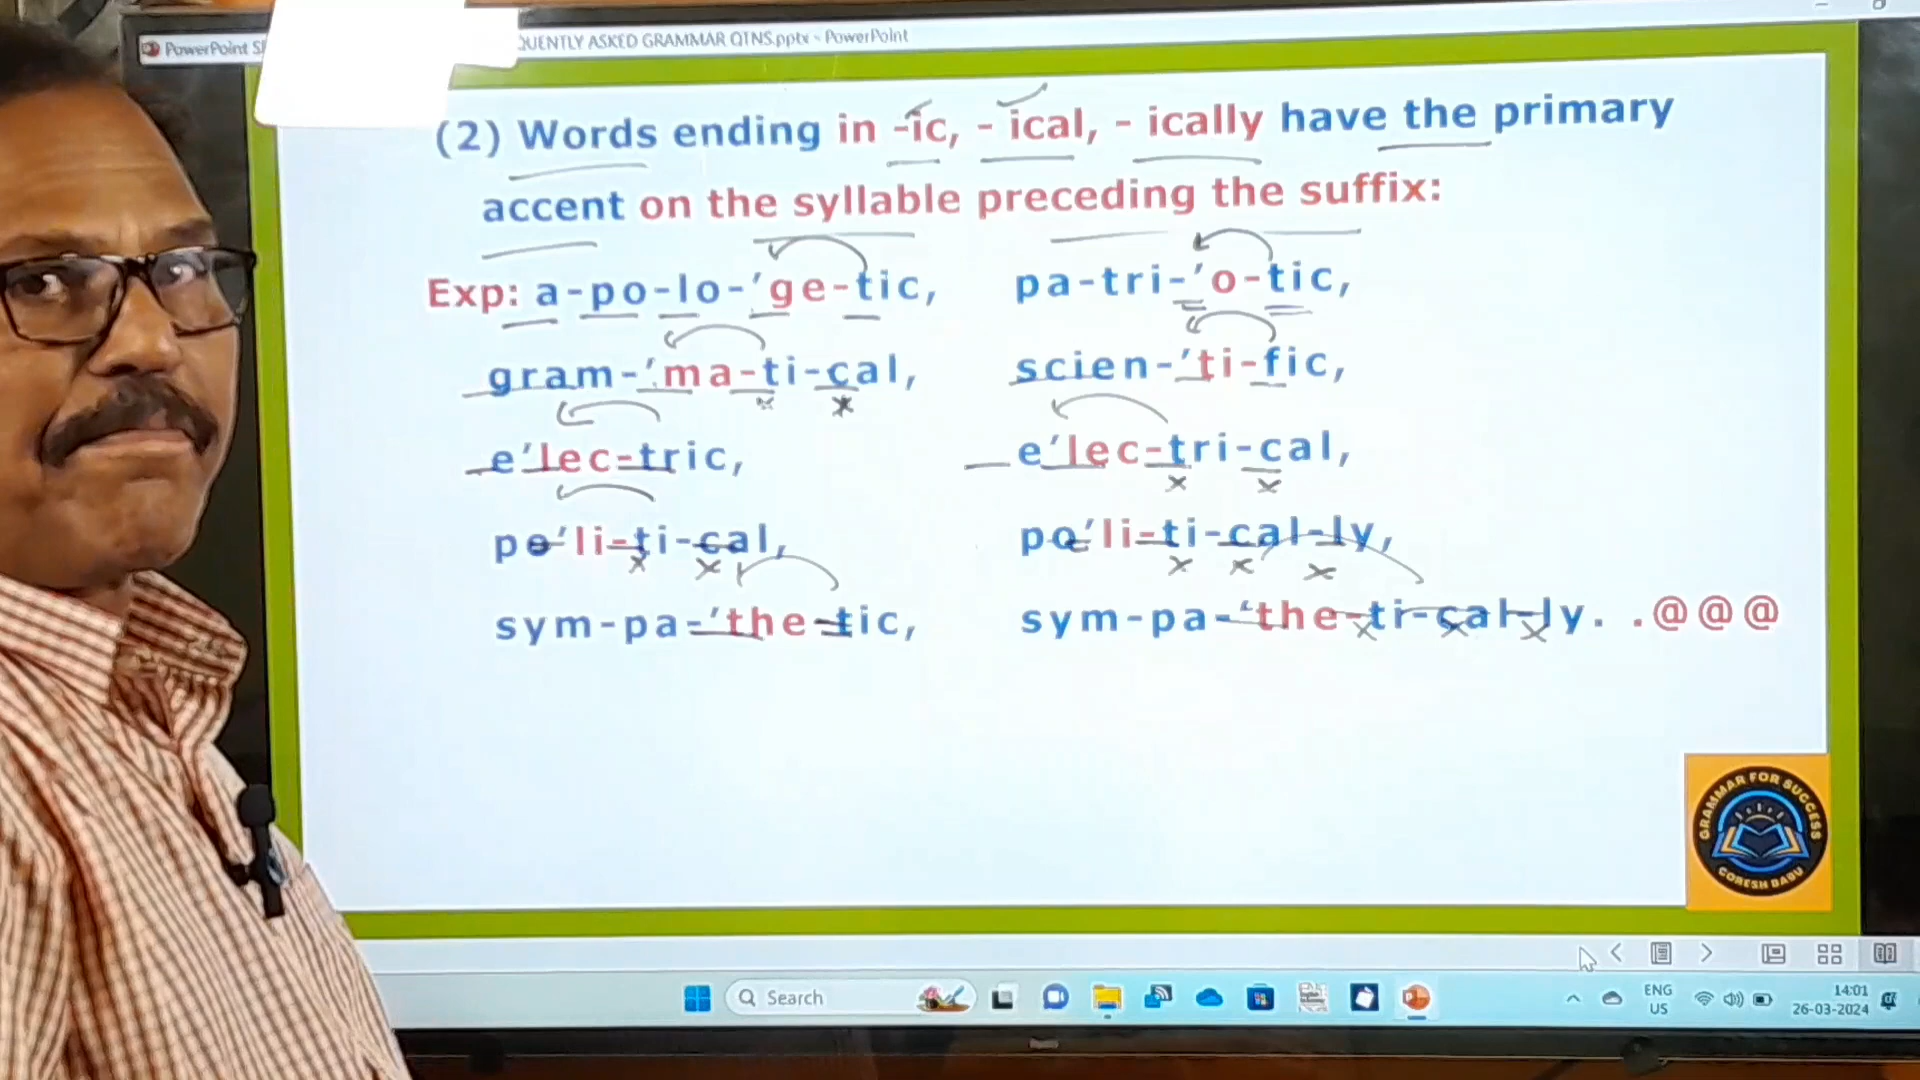 PowerPoint Sl QUENTLY ASKED GRAMMAR QTNS.pptx - PowerPoint
(2) Words ending in -ic, - ical, - ically have the primary
accent on the syllable preceding the suffix:
Exp: a-po-lo-'ge-tic, pa-tri-'o-tic,
gram-'ma-ti-cal, scien-'ti-fic,
e'lec-tric, e'lec-tri-cal,
po'li-ti-cal, po'li-ti-cal-ly,
sym-pa-'the-tic, sym-pa-'the-ti-cal-ly. .@@@
GRAMMAR FOR SUCCESS
CORESH BABU
Search
ENG
US
14:01
26-03-2024